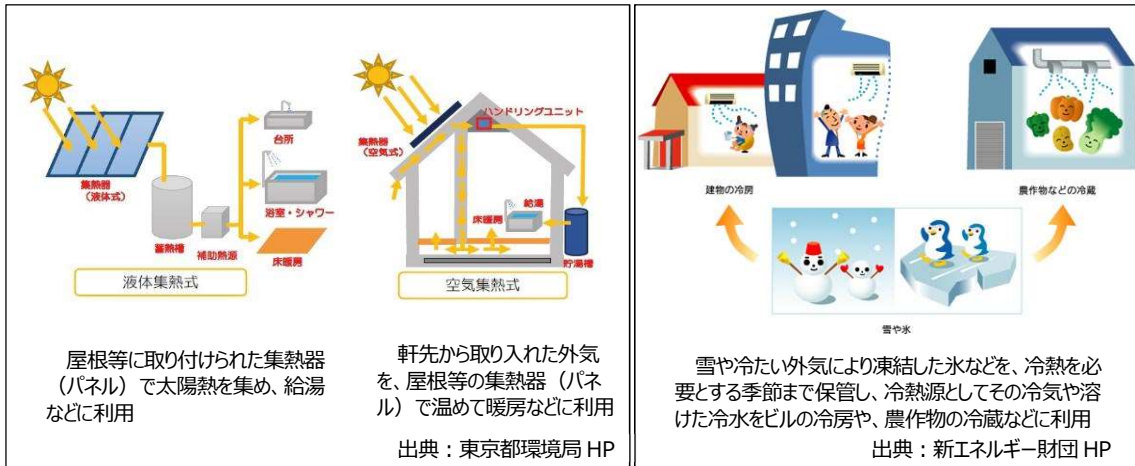 集熱器
(液体式)
蓄熱槽
補助熱源
台所
浴室・シャワー
床暖房
液体集熱式
屋根等に取り付けられた集熱器
（パネル）で太陽熱を集め、給湯
などに利用
ハンドリングユニット
集熱器
(空気式)
給湯
床暖房
貯湯槽
空気集熱式
軒先から取り入れた外気
を、屋根等の集熱器（パネ
ル）で温めて暖房などに利用
出典：東京都環境局 HP
建物の冷房
農作物などの冷蔵
雪や氷
雪や冷たい外気により凍結した氷などを、冷熱を必
要とする季節まで保管し、冷熱源としてその冷気や溶
けた冷水をビルの冷房や、農作物の冷蔵などに利用
出典：新エネルギー財団 HP